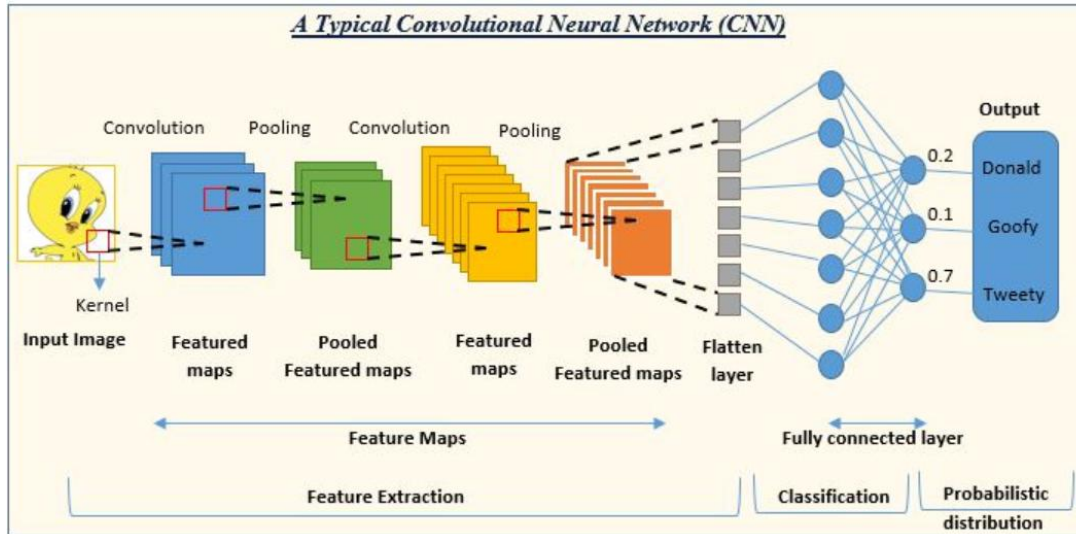 A Typical Convolutional Neural Network (CNN)
Convolution
Pooling
Convolution
Pooling
Output
0.2
Donald
0.1
Goofy
0.7
Tweety
Kernel
Input Image
Featured
maps
Pooled
Featured maps
Featured
maps
Pooled
Featured maps
Flatten
layer
Feature Maps
Fully connected layer
Feature Extraction
Classification
Probabilistic
distribution